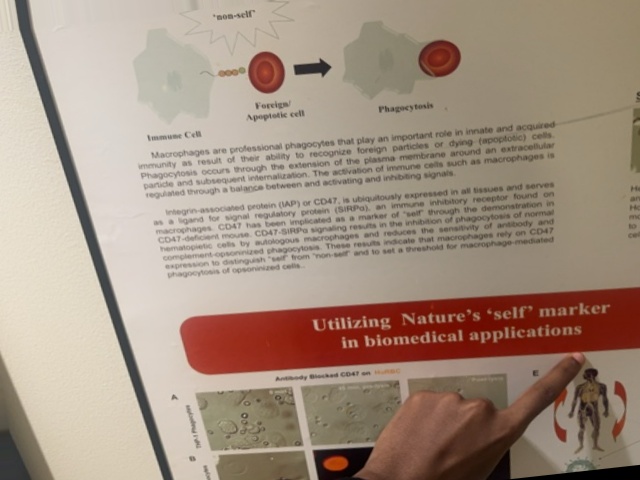 "non-self"
Foreign/
Apoptotic cell
Immune Cell
Phagocytosis
Macrophages are professional phagocytes that play an important role in innate and acquired
immunity as result of their ability to recognize foreign particles or dying (apoptotic) cells.
Phagocytosis occurs through the extension of the plasma membrane around an extracellular
particle and subsequent internalization. The activation of immune cells such as macrophages is
regulated through a balance between activating and inhibiting signals.
Integrin-associated protein (IAP) or CD47, is ubiquitously expressed in all tissues and serves
as a ligand for signal regulatory protein (SIRPα), an immune inhibitory receptor found on
macrophages. CD47 has been implicated as a marker of "self" through the demonstration in
CD47-deficient mouse. CD47-SIRPα signaling results in the inhibition of phagocytosis of normal
hematopietic cells by autologous macrophages and reduces the sensitivity of antibody and
complement-opsoninized phagocytosis. These results indicate that macrophages rely on CD47
expression to distinguish "self" from "non-self" and to set a threshold for macrophage-mediated
phagocytosis of opsoninized cells..
Utilizing Nature's 'self' marker
in biomedical applications
Antibody Blocked CD47 on HuRBC
A
E
THP-1 Phagocytes
B